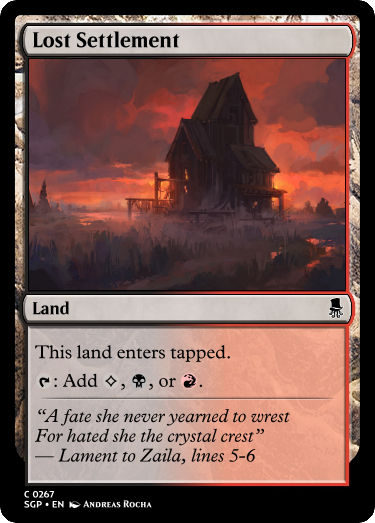 Lost Settlement
Land
This land enters tapped.
: Add , , or .
“A fate she never yearned to wrest
For hated she the crystal crest”
— Lament to Zaila, lines 5-6
C 0267
SGP • EN Andreas Rocha